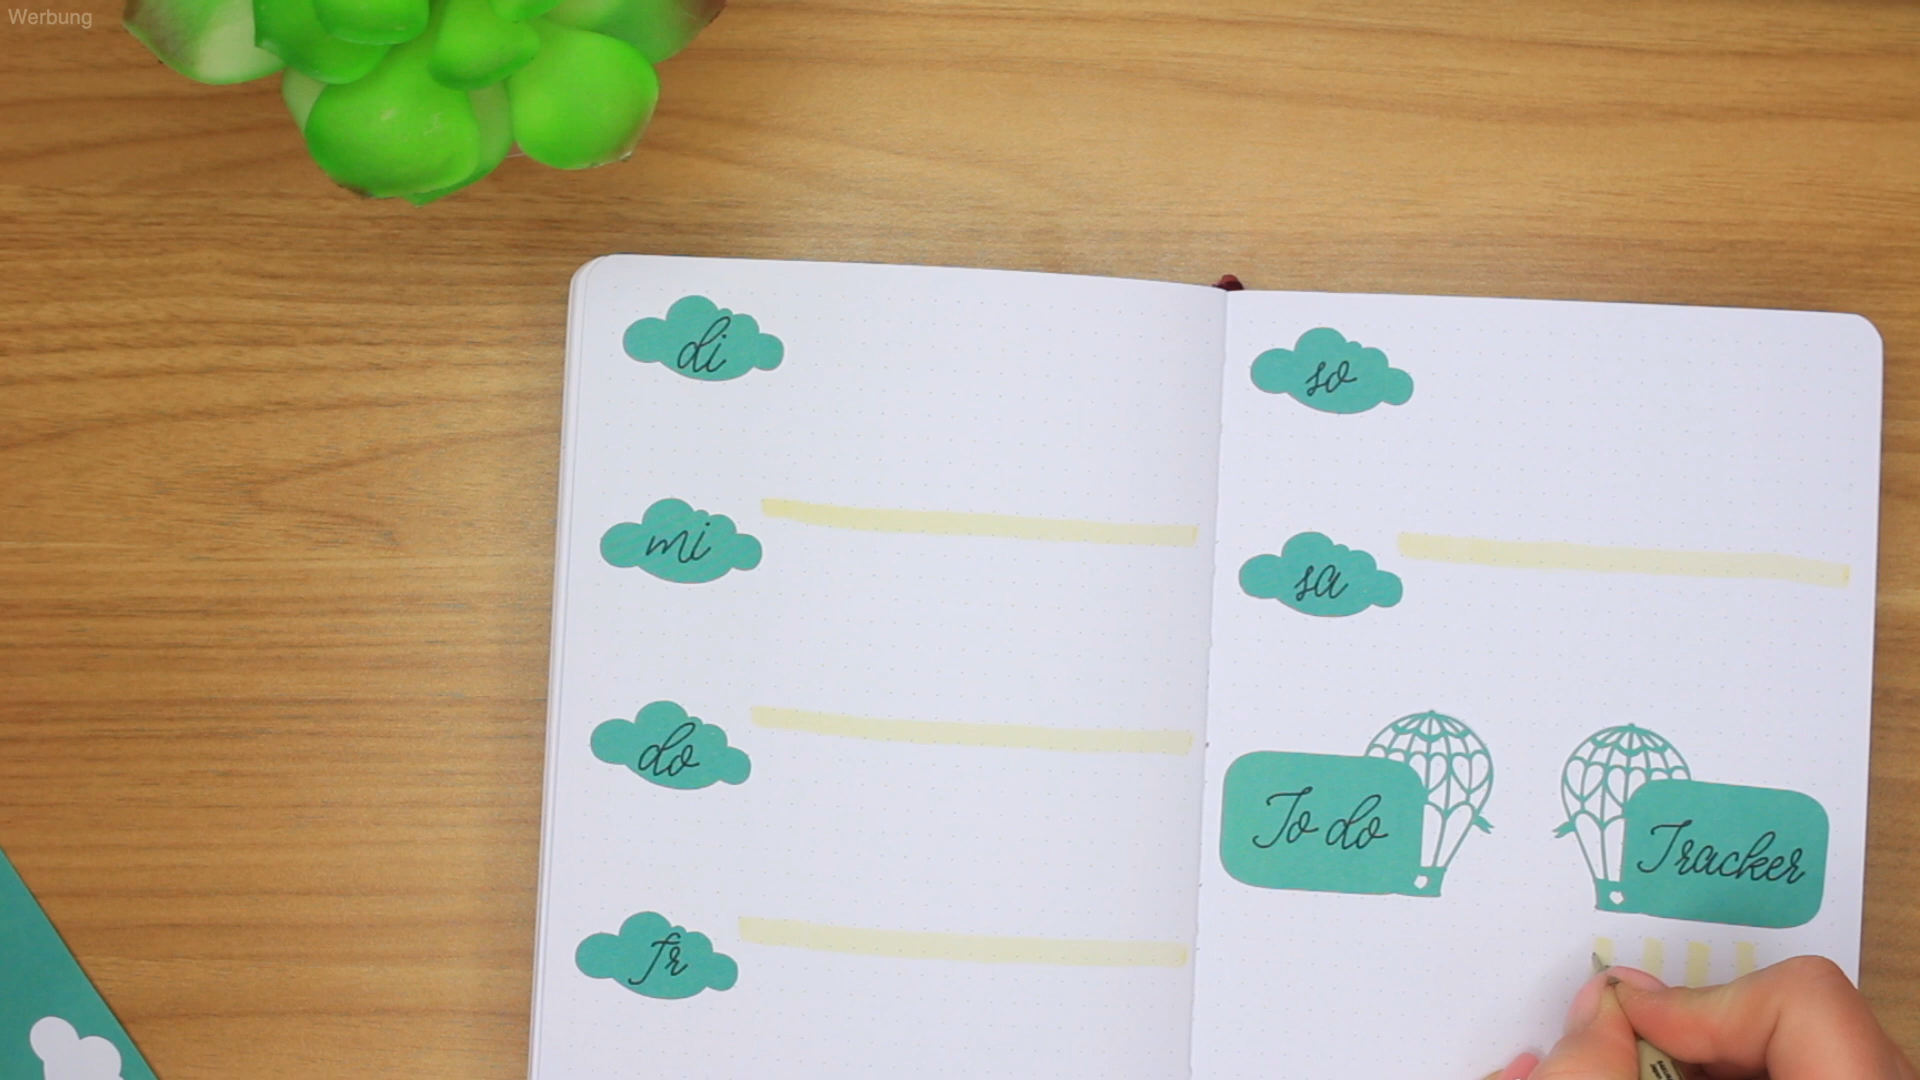 Werbung
di
mi
do
fr
so
sa
To do
Tracker